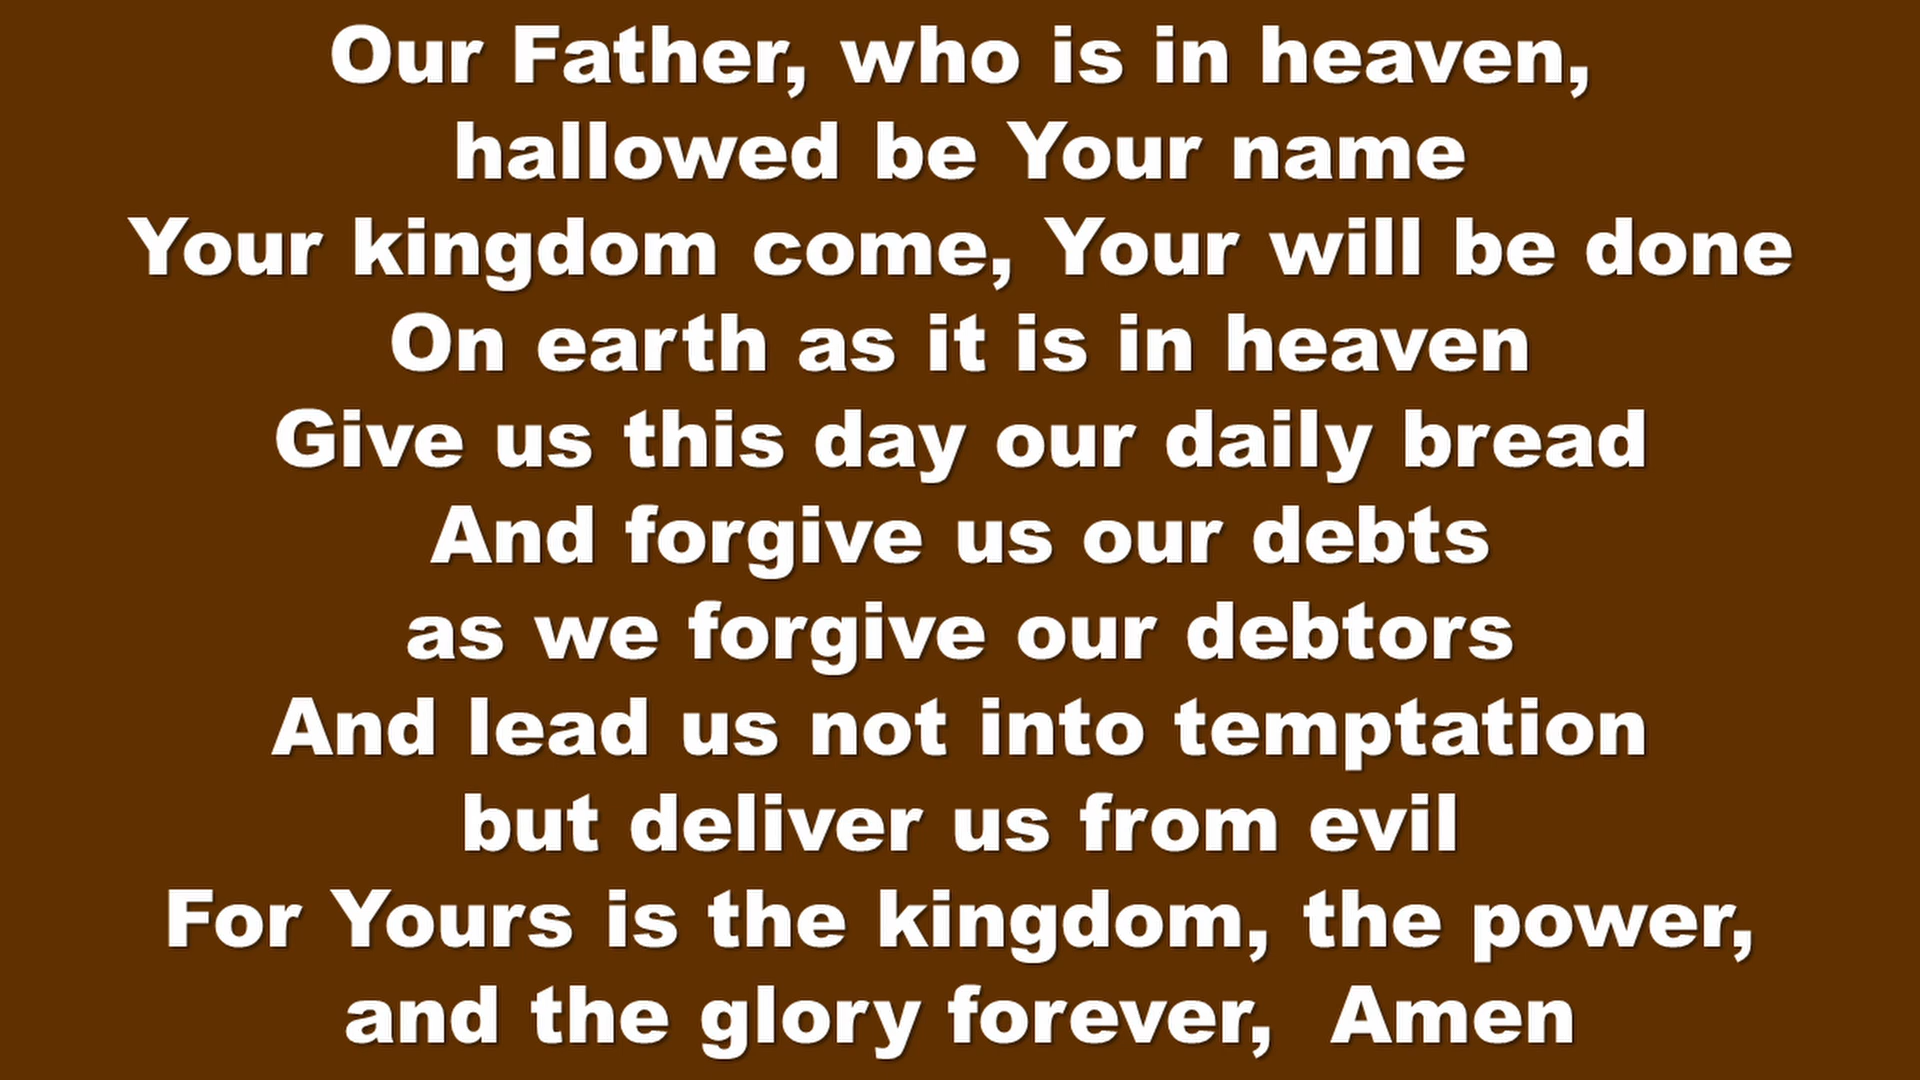 Our Father, who is in heaven,
hallowed be Your name
Your kingdom come, Your will be done
On earth as it is in heaven
Give us this day our daily bread
And forgive us our debts
as we forgive our debtors
And lead us not into temptation
but deliver us from evil
For Yours is the kingdom, the power,
and the glory forever,  Amen